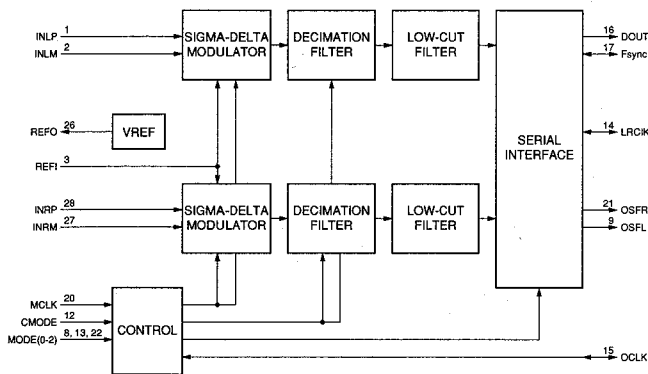 INLP 1
INLM 2
SIGMA-DELTA
MODULATOR
DECIMATION
FILTER
LOW-CUT
FILTER
16 DOUT
17 Fsync
REFO 26
VREF
14 LRClK
SERIAL
INTERFACE
REFI 3
INRP 28
INRM 27
SIGMA-DELTA
MODULATOR
DECIMATION
FILTER
LOW-CUT
FILTER
21 OSFR
9 OSFL
MCLK 20
CMODE 12
MODE(0-2) 8, 13, 22
CONTROL
15 OCLK